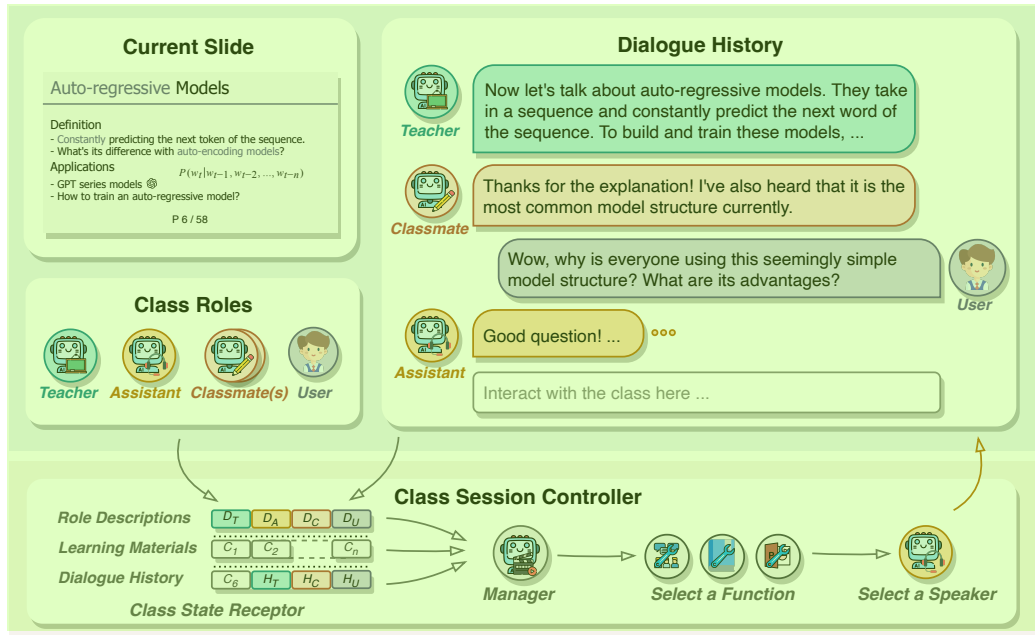 Current Slide
Auto-regressive Models
Definition
- Constantly predicting the next token of the sequence.
- What's its difference with auto-encoding models?
Applications
P(w_t|w_{t−1}, w_{t−2}, ..., w_{t−n})
- GPT series models
- How to train an auto-regressive model?
P 6 / 58
Class Roles
Teacher Assistant Classmate(s) User
Dialogue History
Now let's talk about auto-regressive models. They take
in a sequence and constantly predict the next word of
the sequence. To build and train these models, ...
Teacher
Thanks for the explanation! I've also heard that it is the
most common model structure currently.
Classmate
Wow, why is everyone using this seemingly simple
model structure? What are its advantages?
User
Good question! ...
Assistant
Interact with the class here ...
Class Session Controller
Role Descriptions D_T D_A D_C D_U
Learning Materials C_1 C_2 C_n
Dialogue History C_6 H_T H_C H_U
Class State Receptor
Manager
Select a Function
Select a Speaker